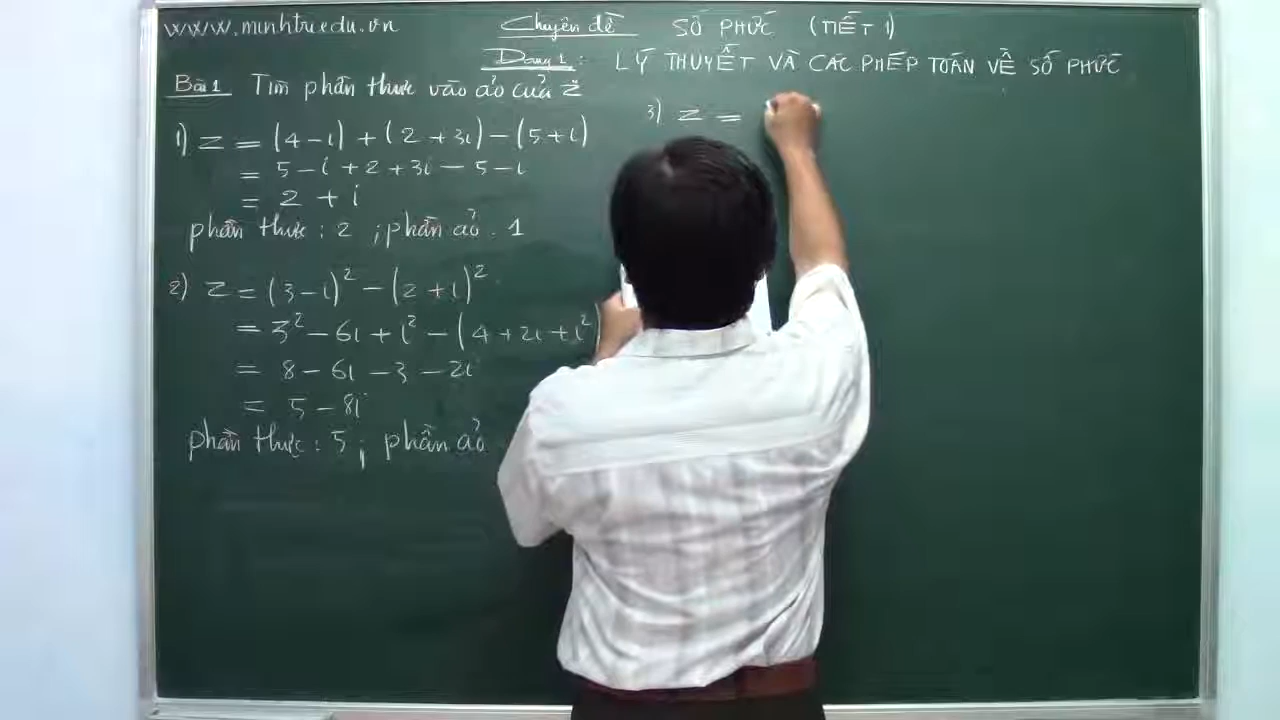 www.minhtriedu.vn
Chuyên đề SỐ PHỨC (TIẾT 1)
Dạng 1: LÝ THUYẾT VÀ CÁC PHÉP TOÁN VỀ SỐ PHỨC
Bài 1 Tìm phần thực và ảo của z
1) z = (4-i) + (2+3i) - (5+i)
= 5 - i + 2 + 3i - 5 - i
= 2 + i
phần thực: 2 ; phần ảo. 1
2) z = (3-i)² - (2+i)²
= 3² - 6i + i² - (4 + 2i + i²
= 8 - 6i - 3 - 2i
= 5 - 8i
phần thực: 5 ; phần ảo
3) z =